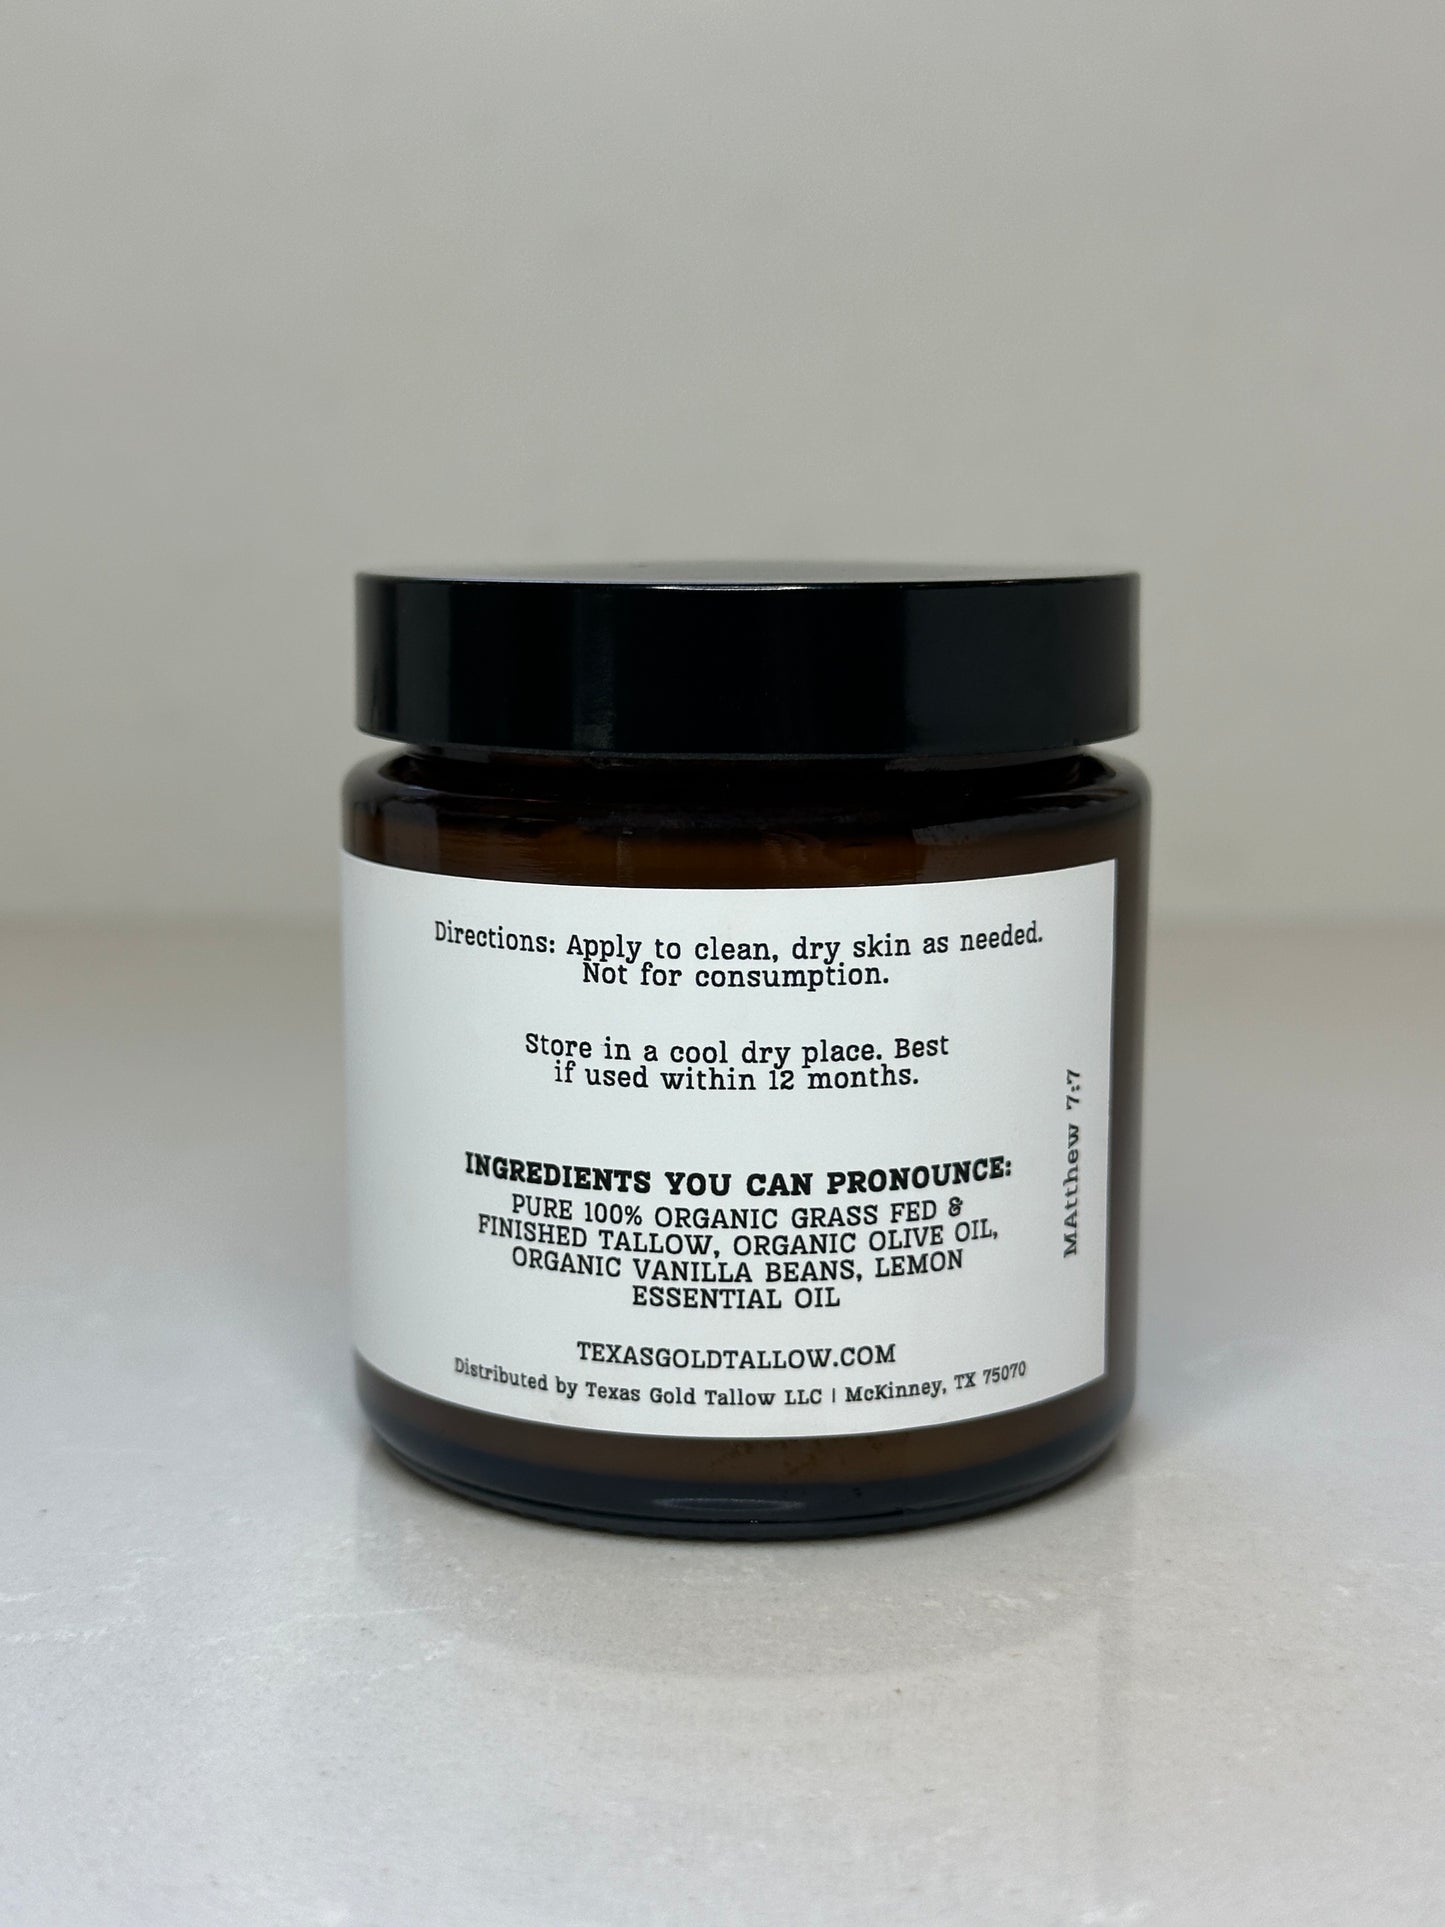 Directions: Apply to clean, dry skin as needed.
Not for consumption.
Store in a cool dry place. Best
if used within 12 months.
INGREDIENTS YOU CAN PRONOUNCE:
PURE 100% ORGANIC GRASS FED &
FINISHED TALLOW, ORGANIC OLIVE OIL,
ORGANIC VANILLA BEANS, LEMON
ESSENTIAL OIL
TEXASGOLDTALLOW.COM
Distributed by Texas Gold Tallow LLC | McKinney, TX 75070
MAtthew 7:7